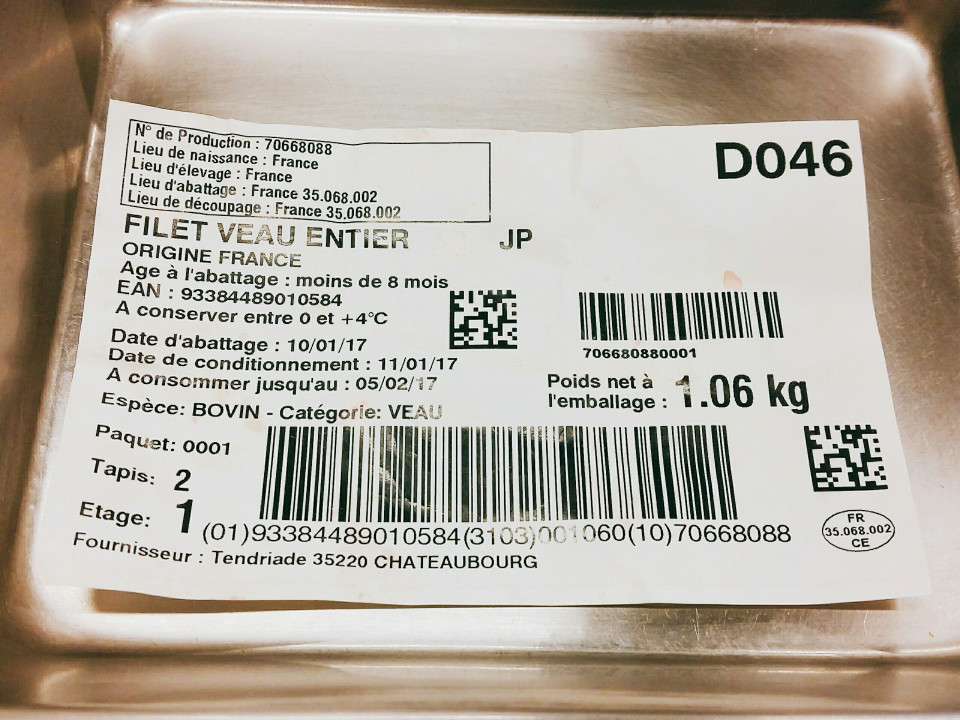 N° de Production : 70668088
Lieu de naissance : France
Lieu d'élevage : France
Lieu d'abattage : France 35.068.002
Lieu de découpage : France 35.068.002
D046
FILET VEAU ENTIER JP
ORIGINE FRANCE
Age à l'abattage : moins de 8 mois
EAN : 93384489010584
A conserver entre 0 et +4°C
706680880001
Date d'abattage : 10/01/17
Date de conditionnement : 11/01/17
A consommer jusqu'au : 05/02/17
Poids net à
l'emballage : 1.06 kg
Espèce: BOVIN - Catégorie: VEAU
Paquet: 0001
Tapis: 2
Etage: 1
(01)93384489010584(3103)001060(10)70668088
FR
35.068.002
CE
Fournisseur : Tendriade 35220 CHATEAUBOURG